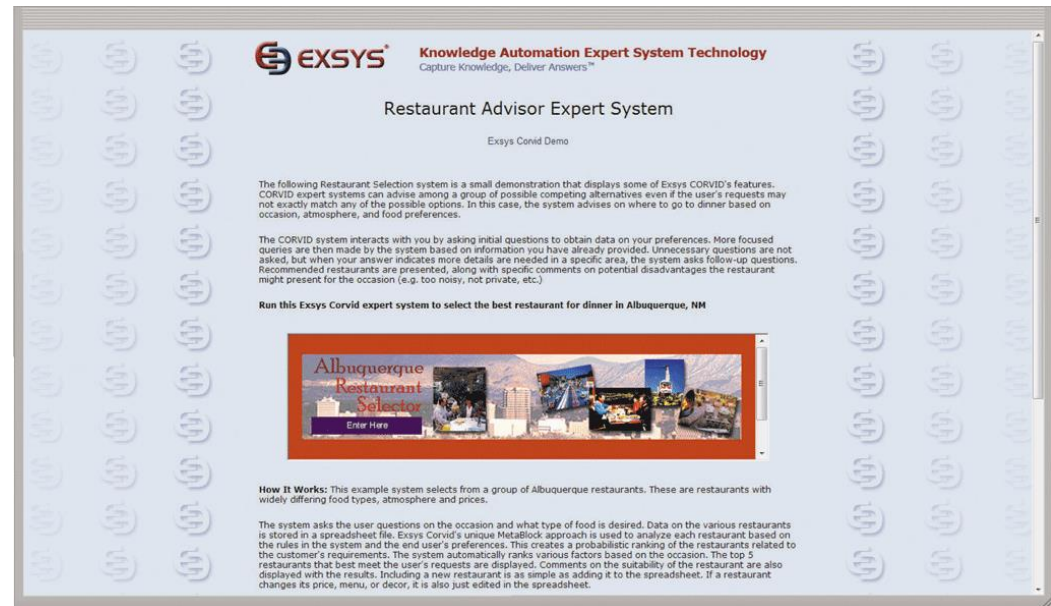 EXSYS
Knowledge Automation Expert System Technology
Capture Knowledge, Deliver Answers™
Restaurant Advisor Expert System
Exsys Corvid Demo
The following Restaurant Selection system is a small demonstration that displays some of Exsys CORVID's features.
CORVID expert systems can advise among a group of possible competing alternatives even if the user's requests may
not exactly match any of the possible options. In this case, the system advises on where to go to dinner based on
occasion, atmosphere, and food preferences.
The CORVID system interacts with you by asking initial questions to obtain data on your preferences. More focused
queries are then made by the system based on information you have already provided. Unnecessary questions are not
asked, but when your answer indicates more details are needed in a specific area, the system asks follow-up questions.
Recommended restaurants are presented, along with specific comments on potential disadvantages the restaurant
might present for the occasion (e.g. too noisy, not private, etc.)
Run this Exsys Corvid expert system to select the best restaurant for dinner in Albuquerque, NM
Albuquerque
Restaurant
Selector
Enter Here
How It Works: This example system selects from a group of Albuquerque restaurants. These are restaurants with
widely differing food types, atmosphere and prices.
The system asks the user questions on the occasion and what type of food is desired. Data on the various restaurants
is stored in a spreadsheet file. Exsys Corvid's unique MetaBlock approach is used to analyze each restaurant based on
the rules in the system and the end user's preferences. This creates a probabilistic ranking of the restaurants related to
the customer's requirements. The system automatically ranks various factors based on the occasion. The top 5
restaurants that best meet the user's requests are displayed. Comments on the suitability of the restaurant are also
displayed with the results. Including a new restaurant is as simple as adding it to the spreadsheet. If a restaurant
changes its price, menu, or decor, it is also just edited in the spreadsheet.